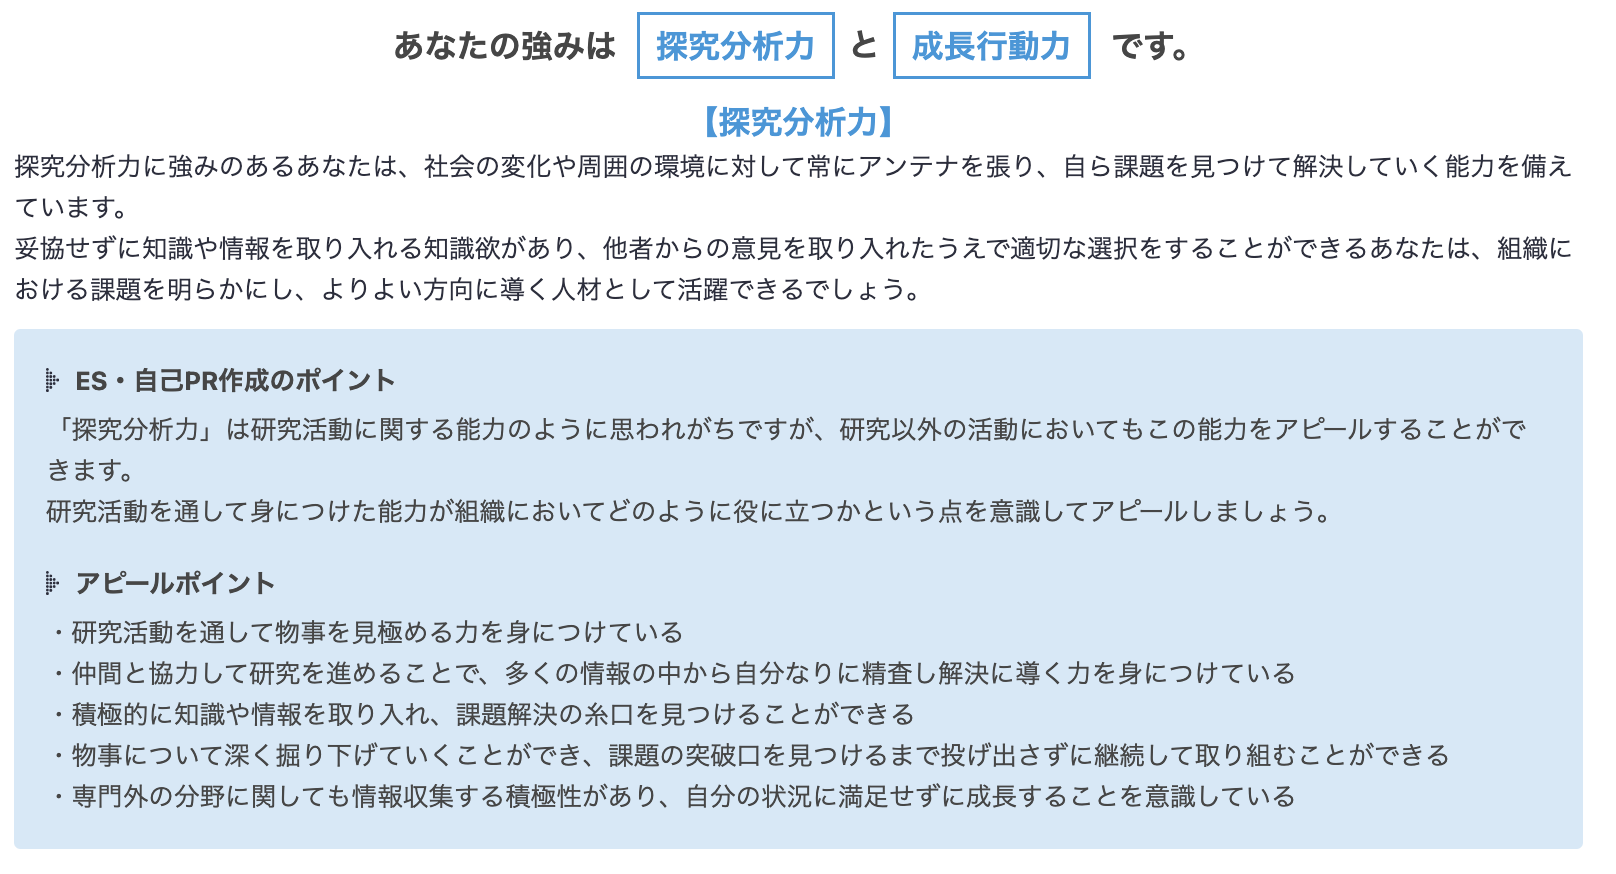 あなたの強みは 探究分析力 と 成長行動力 です。
【探究分析力】
探究分析力に強みのあるあなたは、社会の変化や周囲の環境に対して常にアンテナを張り、自ら課題を見つけて解決していく能力を備え
ています。
妥協せずに知識や情報を取り入れる知識欲があり、他者からの意見を取り入れたうえで適切な選択をすることができるあなたは、組織に
おける課題を明らかにし、よりよい方向に導く人材として活躍できるでしょう。
ES・自己PR作成のポイント
「探究分析力」は研究活動に関する能力のように思われがちですが、研究以外の活動においてもこの能力をアピールすることがで
きます。
研究活動を通して身につけた能力が組織においてどのように役に立つかという点を意識してアピールしましょう。
アピールポイント
・研究活動を通して物事を見極める力を身につけている
・仲間と協力して研究を進めることで、多くの情報の中から自分なりに精査し解決に導く力を身につけている
・積極的に知識や情報を取り入れ、課題解決の糸口を見つけることができる
・物事について深く掘り下げていくことができ、課題の突破口を見つけるまで投げ出さずに継続して取り組むことができる
・専門外の分野に関しても情報収集する積極性があり、自分の状況に満足せずに成長することを意識している